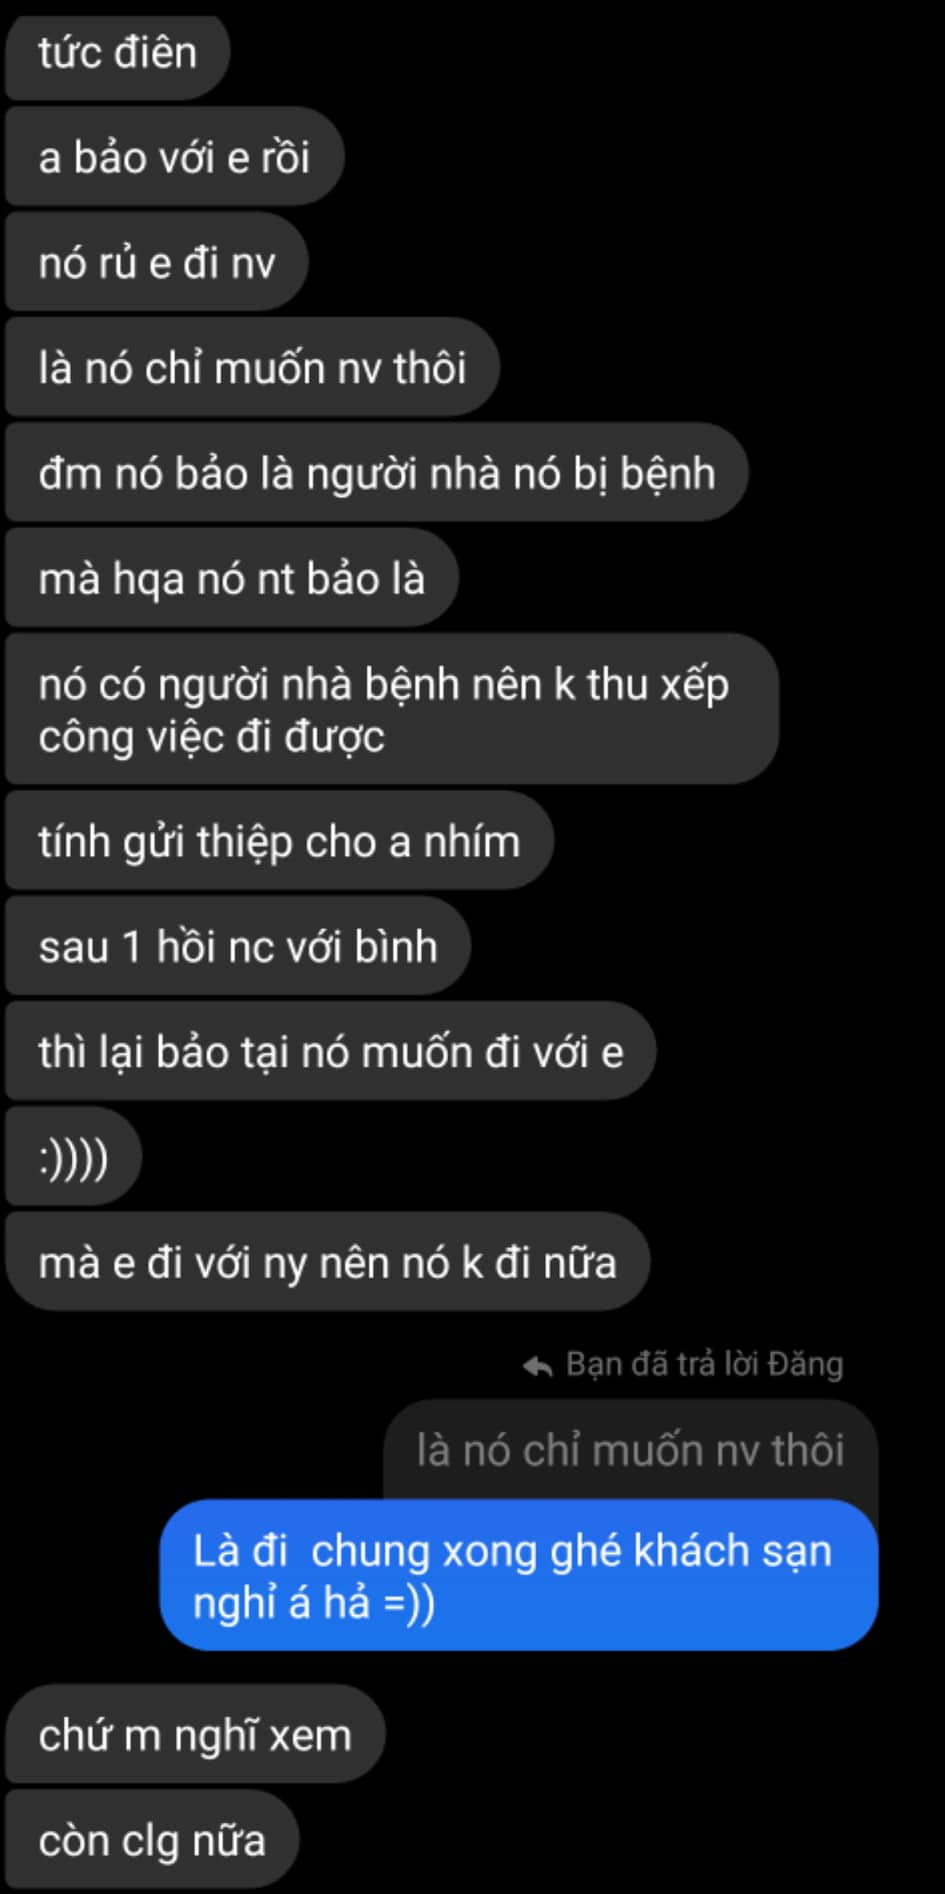 tức điên
a bảo với e rồi
nó rủ e đi nv
là nó chỉ muốn nv thôi
đm nó bảo là người nhà nó bị bệnh
mà hqa nó nt bảo là
nó có người nhà bệnh nên k thu xếp
công việc đi được
tính gửi thiệp cho a nhím
sau 1 hồi nc với bình
thì lại bảo tại nó muốn đi với e
:))))
mà e đi với ny nên nó k đi nữa
Bạn đã trả lời Đăng
là nó chỉ muốn nv thôi
Là đi  chung xong ghé khách sạn
nghỉ á hả =))
chứ m nghĩ xem
còn clg nữa